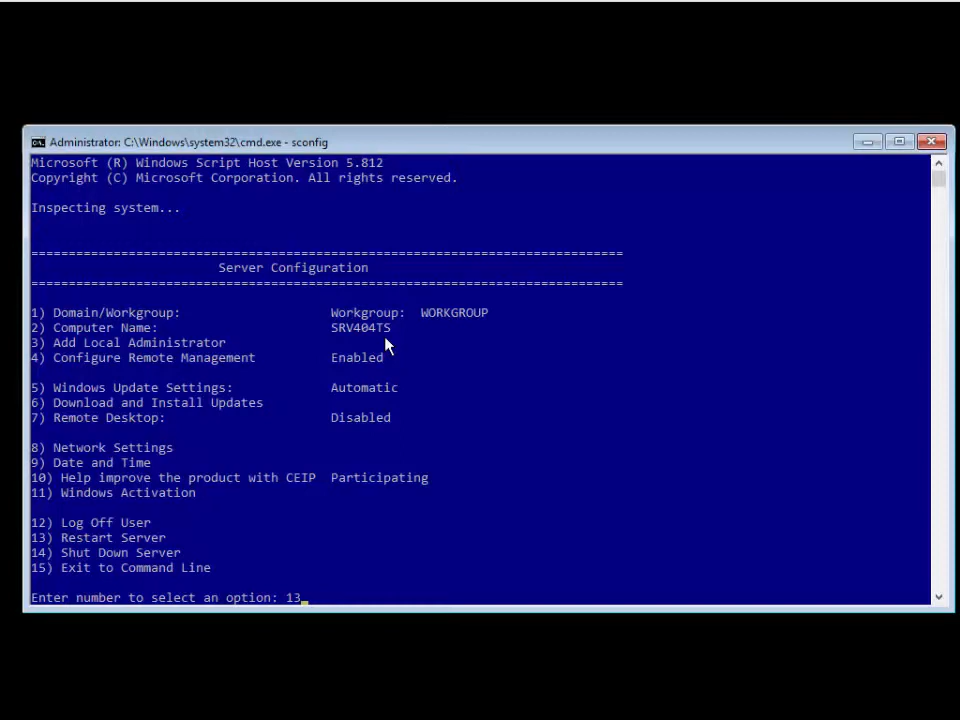 Administrator: C:\Windows\system32\cmd.exe - sconfig
Microsoft (R) Windows Script Host Version 5.812
Copyright (C) Microsoft Corporation. All rights reserved.
Inspecting system...
===============================================================================
Server Configuration
===============================================================================
1) Domain/Workgroup: Workgroup: WORKGROUP
2) Computer Name: SRV404TS
3) Add Local Administrator
4) Configure Remote Management Enabled
5) Windows Update Settings: Automatic
6) Download and Install Updates
7) Remote Desktop: Disabled
8) Network Settings
9) Date and Time
10) Help improve the product with CEIP Participating
11) Windows Activation
12) Log Off User
13) Restart Server
14) Shut Down Server
15) Exit to Command Line
Enter number to select an option: 13_